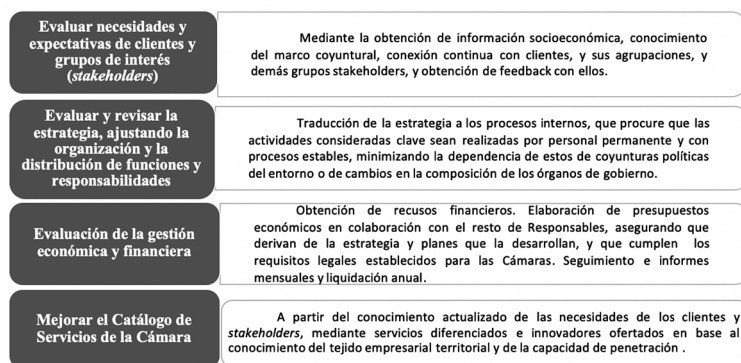 Evaluar necesidades y
expectativas de clientes y
grupos de interés
(stakeholders)
Mediante la obtención de información socioeconómica, conocimiento
del marco coyuntural, conexión continua con clientes, y sus agrupaciones, y
demás grupos stakeholders, y obtención de feedback con ellos.
Evaluar y revisar la
estrategia, ajustando la
organización y la
distribución de funciones y
responsabilidades
Traducción de la estrategia a los procesos internos, que procure que las
actividades consideradas clave sean realizadas por personal permanente y con
procesos estables, minimizando la dependencia de estos de coyunturas políticas
del entorno o de cambios en la composición de los órganos de gobierno.
Evaluación de la gestión
económica y financiera
Obtención de recusos financieros. Elaboración de presupuestos
económicos en colaboración con el resto de Responsables, asegurando que
derivan de la estrategia y planes que la desarrollan, y que cumplen los
requisitos legales establecidos para las Cámaras. Seguimiento e informes
mensuales y liquidación anual.
Mejorar el Catálogo de
Servicios de la Cámara
A partir del conocimiento actualizado de las necesidades de los clientes y
stakeholders, mediante servicios diferenciados e innovadores ofertados en base al
conocimiento del tejido empresarial territorial y de la capacidad de penetración .